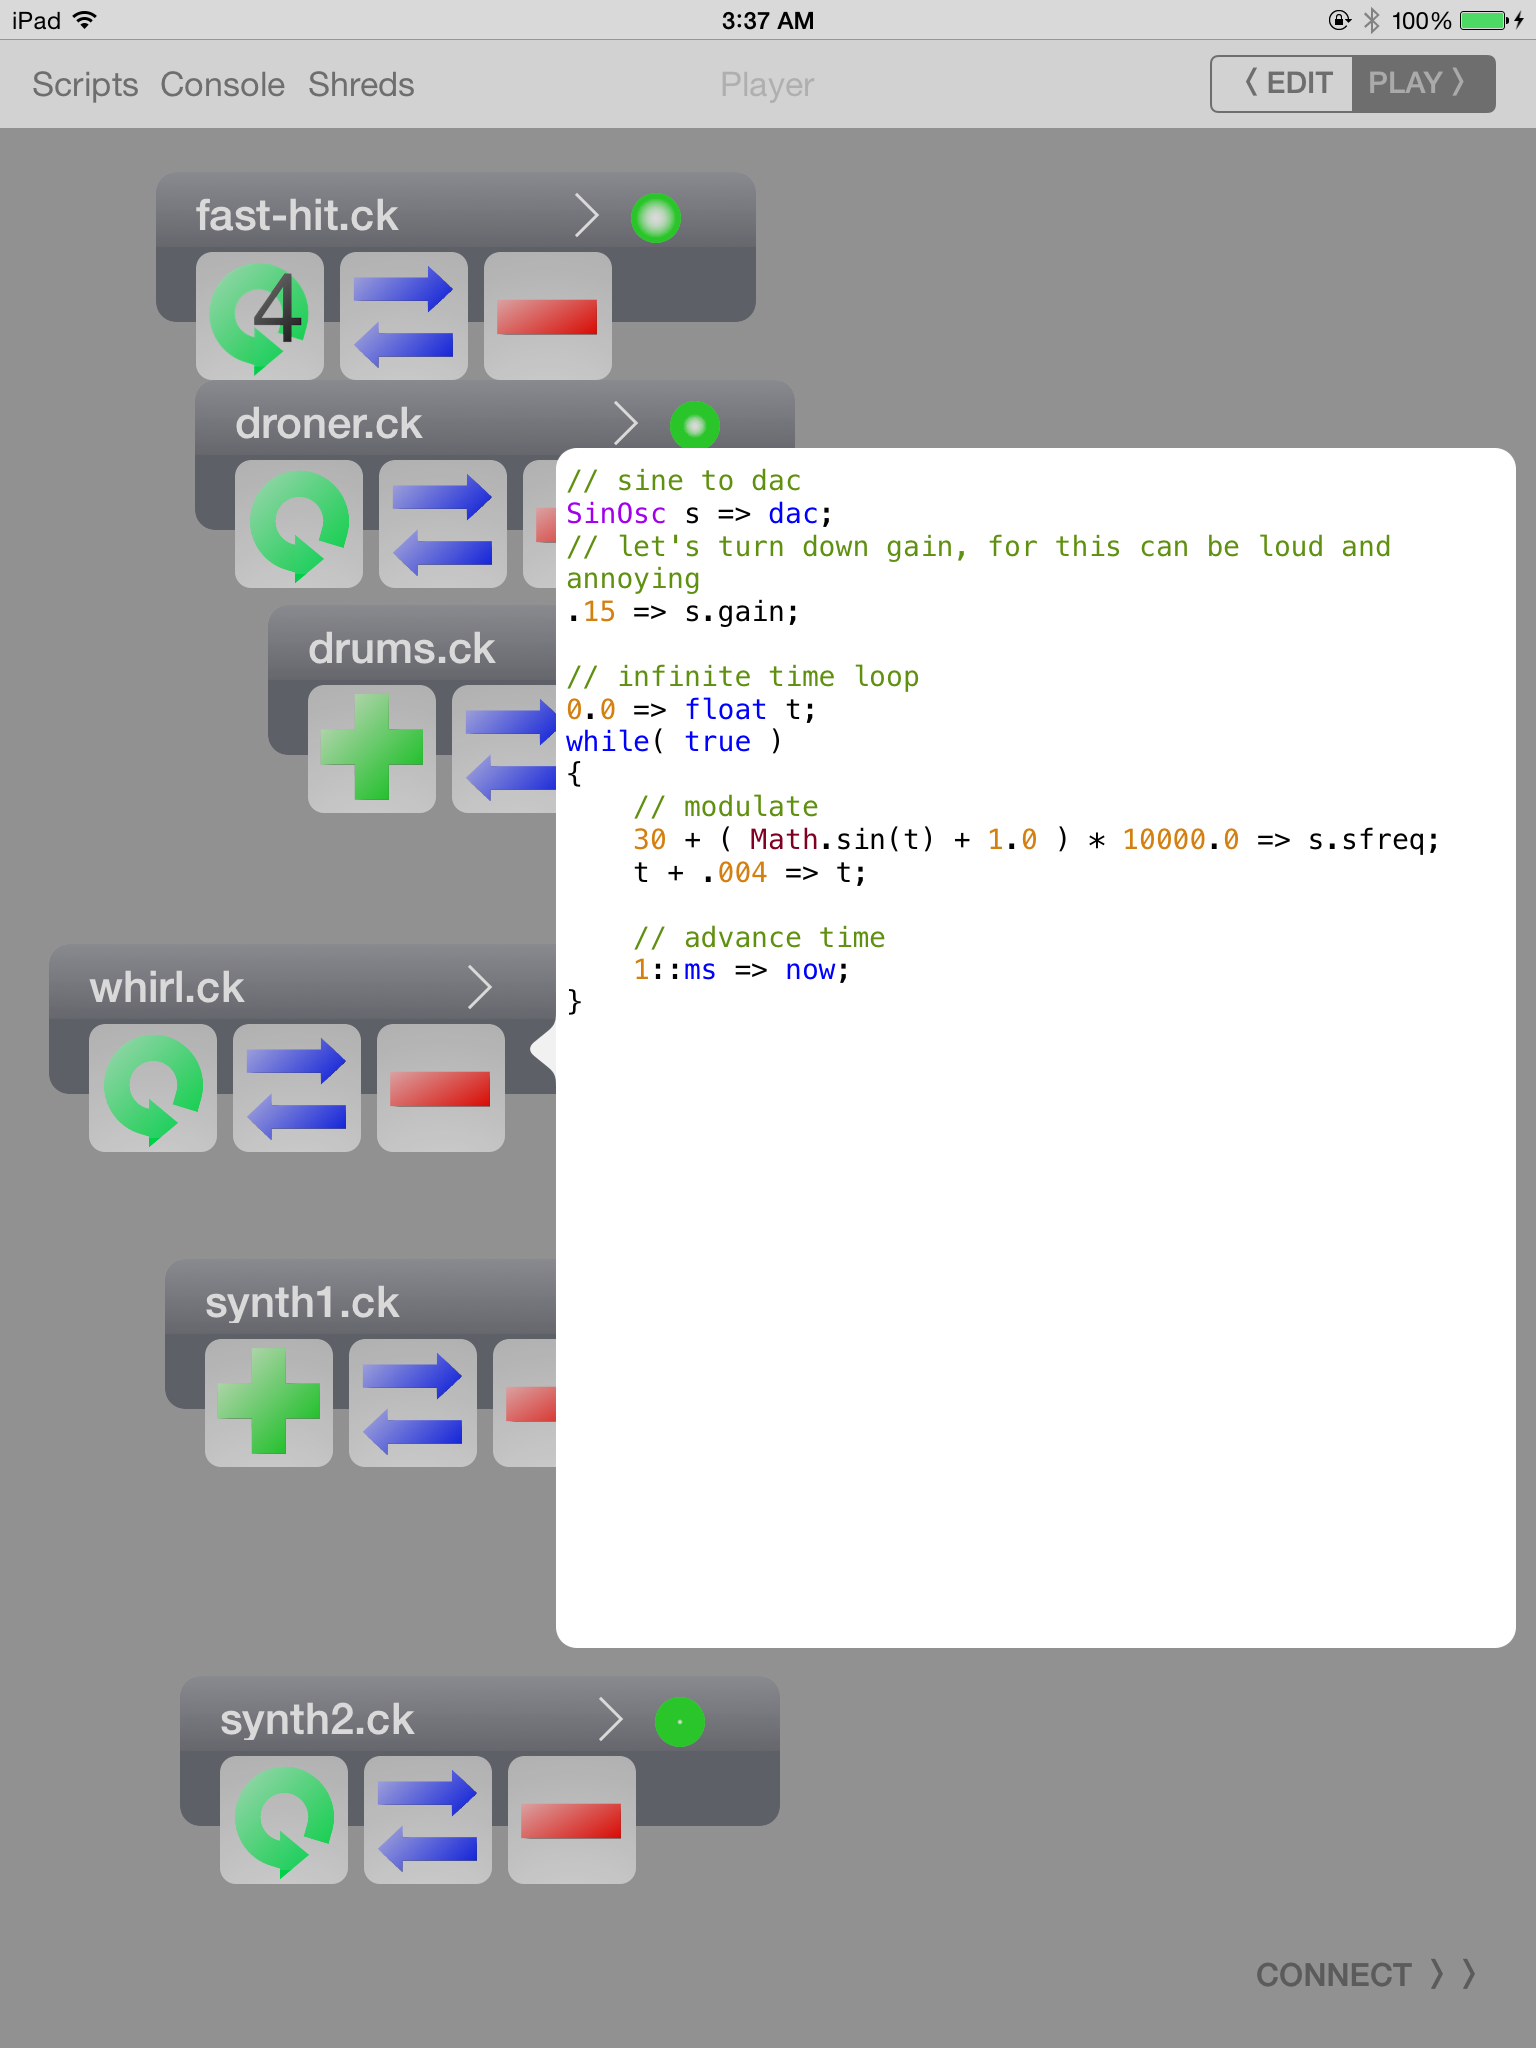 iPad 3:37 AM 100%
Scripts Console Shreds Player 〈 EDIT PLAY 〉
fast-hit.ck
4
droner.ck
drums.ck
whirl.ck
synth1.ck
synth2.ck
// sine to dac
SinOsc s => dac;
// let's turn down gain, for this can be loud and
annoying
.15 => s.gain;
// infinite time loop
0.0 => float t;
while( true )
{
    // modulate
    30 + ( Math.sin(t) + 1.0 ) * 10000.0 => s.sfreq;
    t + .004 => t;
    // advance time
    1::ms => now;
}
CONNECT 〉〉